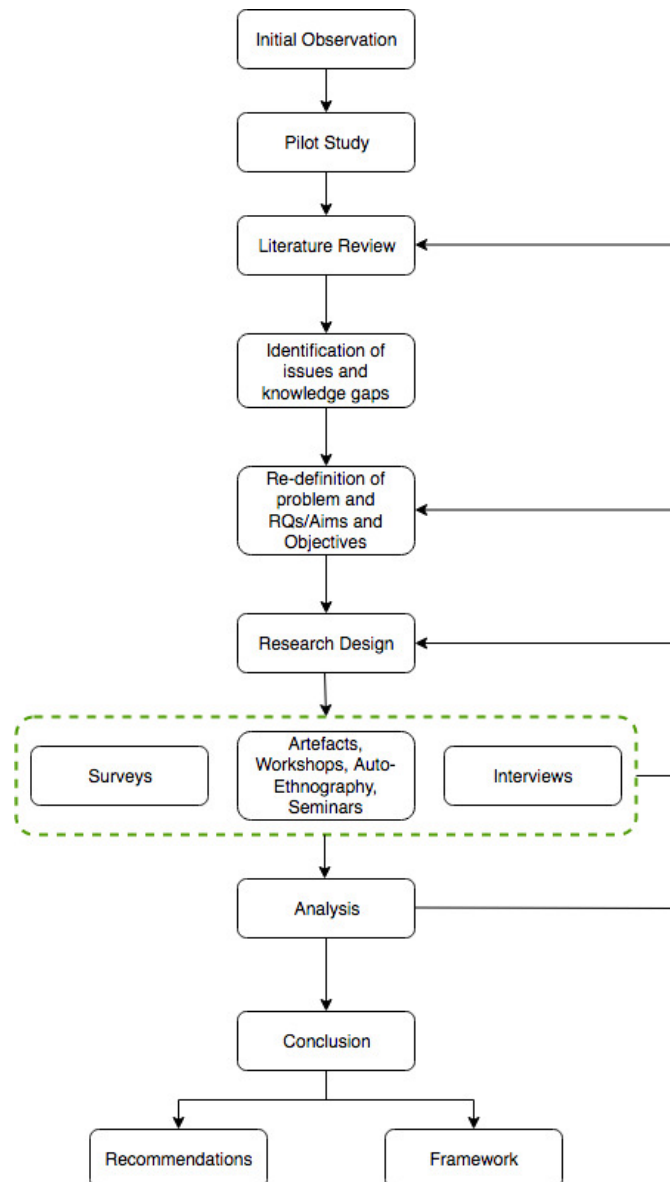 Initial Observation
Pilot Study
Literature Review
Identification of
issues and
knowledge gaps
Re-definition of
problem and
RQs/Aims and
Objectives
Research Design
Surveys
Artefacts,
Workshops, Auto-
Ethnography,
Seminars
Interviews
Analysis
Conclusion
Recommendations
Framework